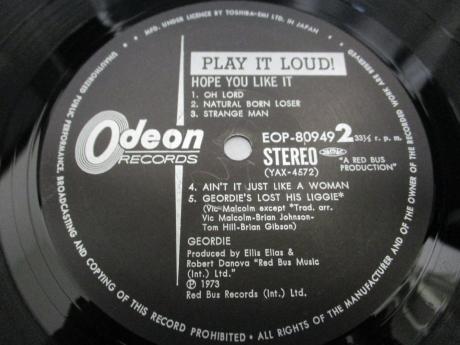 MFD. UNDER LICENCE BY TOSHIBA-EMI LTD. IN JAPAN
UNAUTHORIZED PUBLIC PERFORMANCE, BROADCASTING AND COPYING OF THIS RECORD PROHIBITED • ALL RIGHTS OF THE MANUFACTURER AND OF THE OWNER OF THE RECORDED WORK ARE RESERVED
PLAY IT LOUD!
HOPE YOU LIKE IT
1. OH LORD
2. NATURAL BORN LOSER
3. STRANGE MAN
Odeon
RECORDS
EOP-80949 2 33⅓ r. p. m.
STEREO
(YAX-4572)
"A RED BUS
PRODUCTION"
4. AIN'T IT JUST LIKE A WOMAN
5. GEORDIE'S LOST HIS LIGGIE*
(Vic-Malcolm except *Trad. arr.
Vic Malcolm-Brian Johnson-
Tom Hill-Brian Gibson)
GEORDIE
Produced by Ellis Elias &
Robert Danova "Red Bus Music
(Int.) Ltd."
Ⓟ 1973
Red Bus Records (Int.) Ltd.